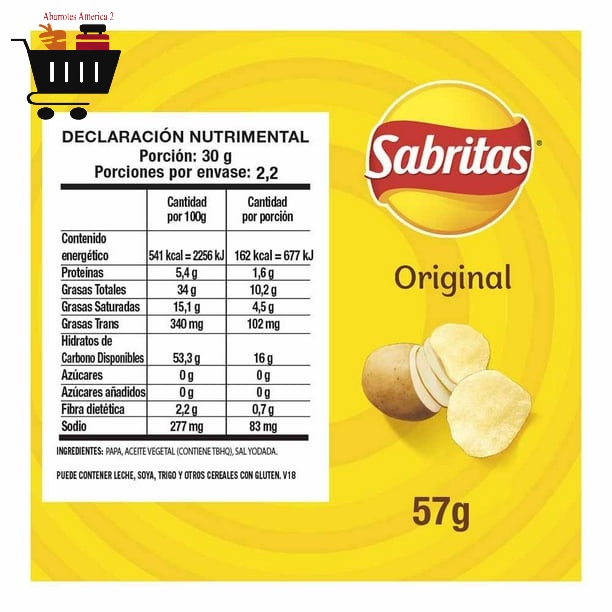 Abarrotes America 2
DECLARACIÓN NUTRIMENTAL
Porción: 30 g
Porciones por envase: 2,2
Cantidad por 100g Cantidad por porción
Contenido energético 541 kcal = 2256 kJ 162 kcal = 677 kJ
Proteínas 5,4 g 1,6 g
Grasas Totales 34 g 10,2 g
Grasas Saturadas 15,1 g 4,5 g
Grasas Trans 340 mg 102 mg
Hidratos de Carbono Disponibles 53,3 g 16 g
Azúcares 0 g 0 g
Azúcares añadidos 0 g 0 g
Fibra dietética 2,2 g 0,7 g
Sodio 277 mg 83 mg
INGREDIENTES: PAPA, ACEITE VEGETAL (CONTIENE TBHQ), SAL YODADA.
PUEDE CONTENER LECHE, SOYA, TRIGO Y OTROS CEREALES CON GLUTEN. V18
Sabritas®
Original
57g